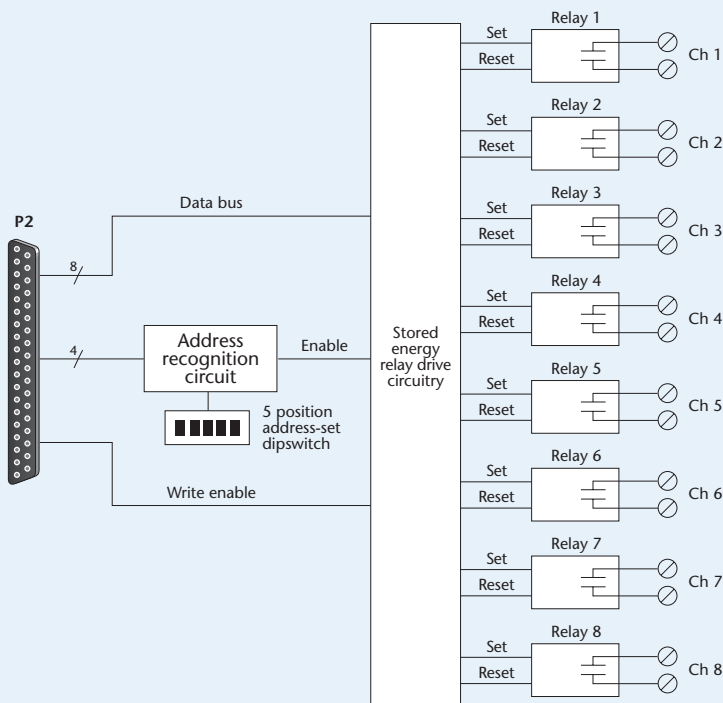 Relay 1
Set
Reset
Ch 1
Relay 2
Set
Reset
Ch 2
Relay 3
Set
Reset
Ch 3
Relay 4
Set
Reset
Ch 4
Relay 5
Set
Reset
Ch 5
Relay 6
Set
Reset
Ch 6
Relay 7
Set
Reset
Ch 7
Relay 8
Set
Reset
Ch 8
P2
Data bus
8
4
Address
recognition
circuit
Enable
5 position
address-set
dipswitch
Write enable
Stored
energy
relay drive
circuitry